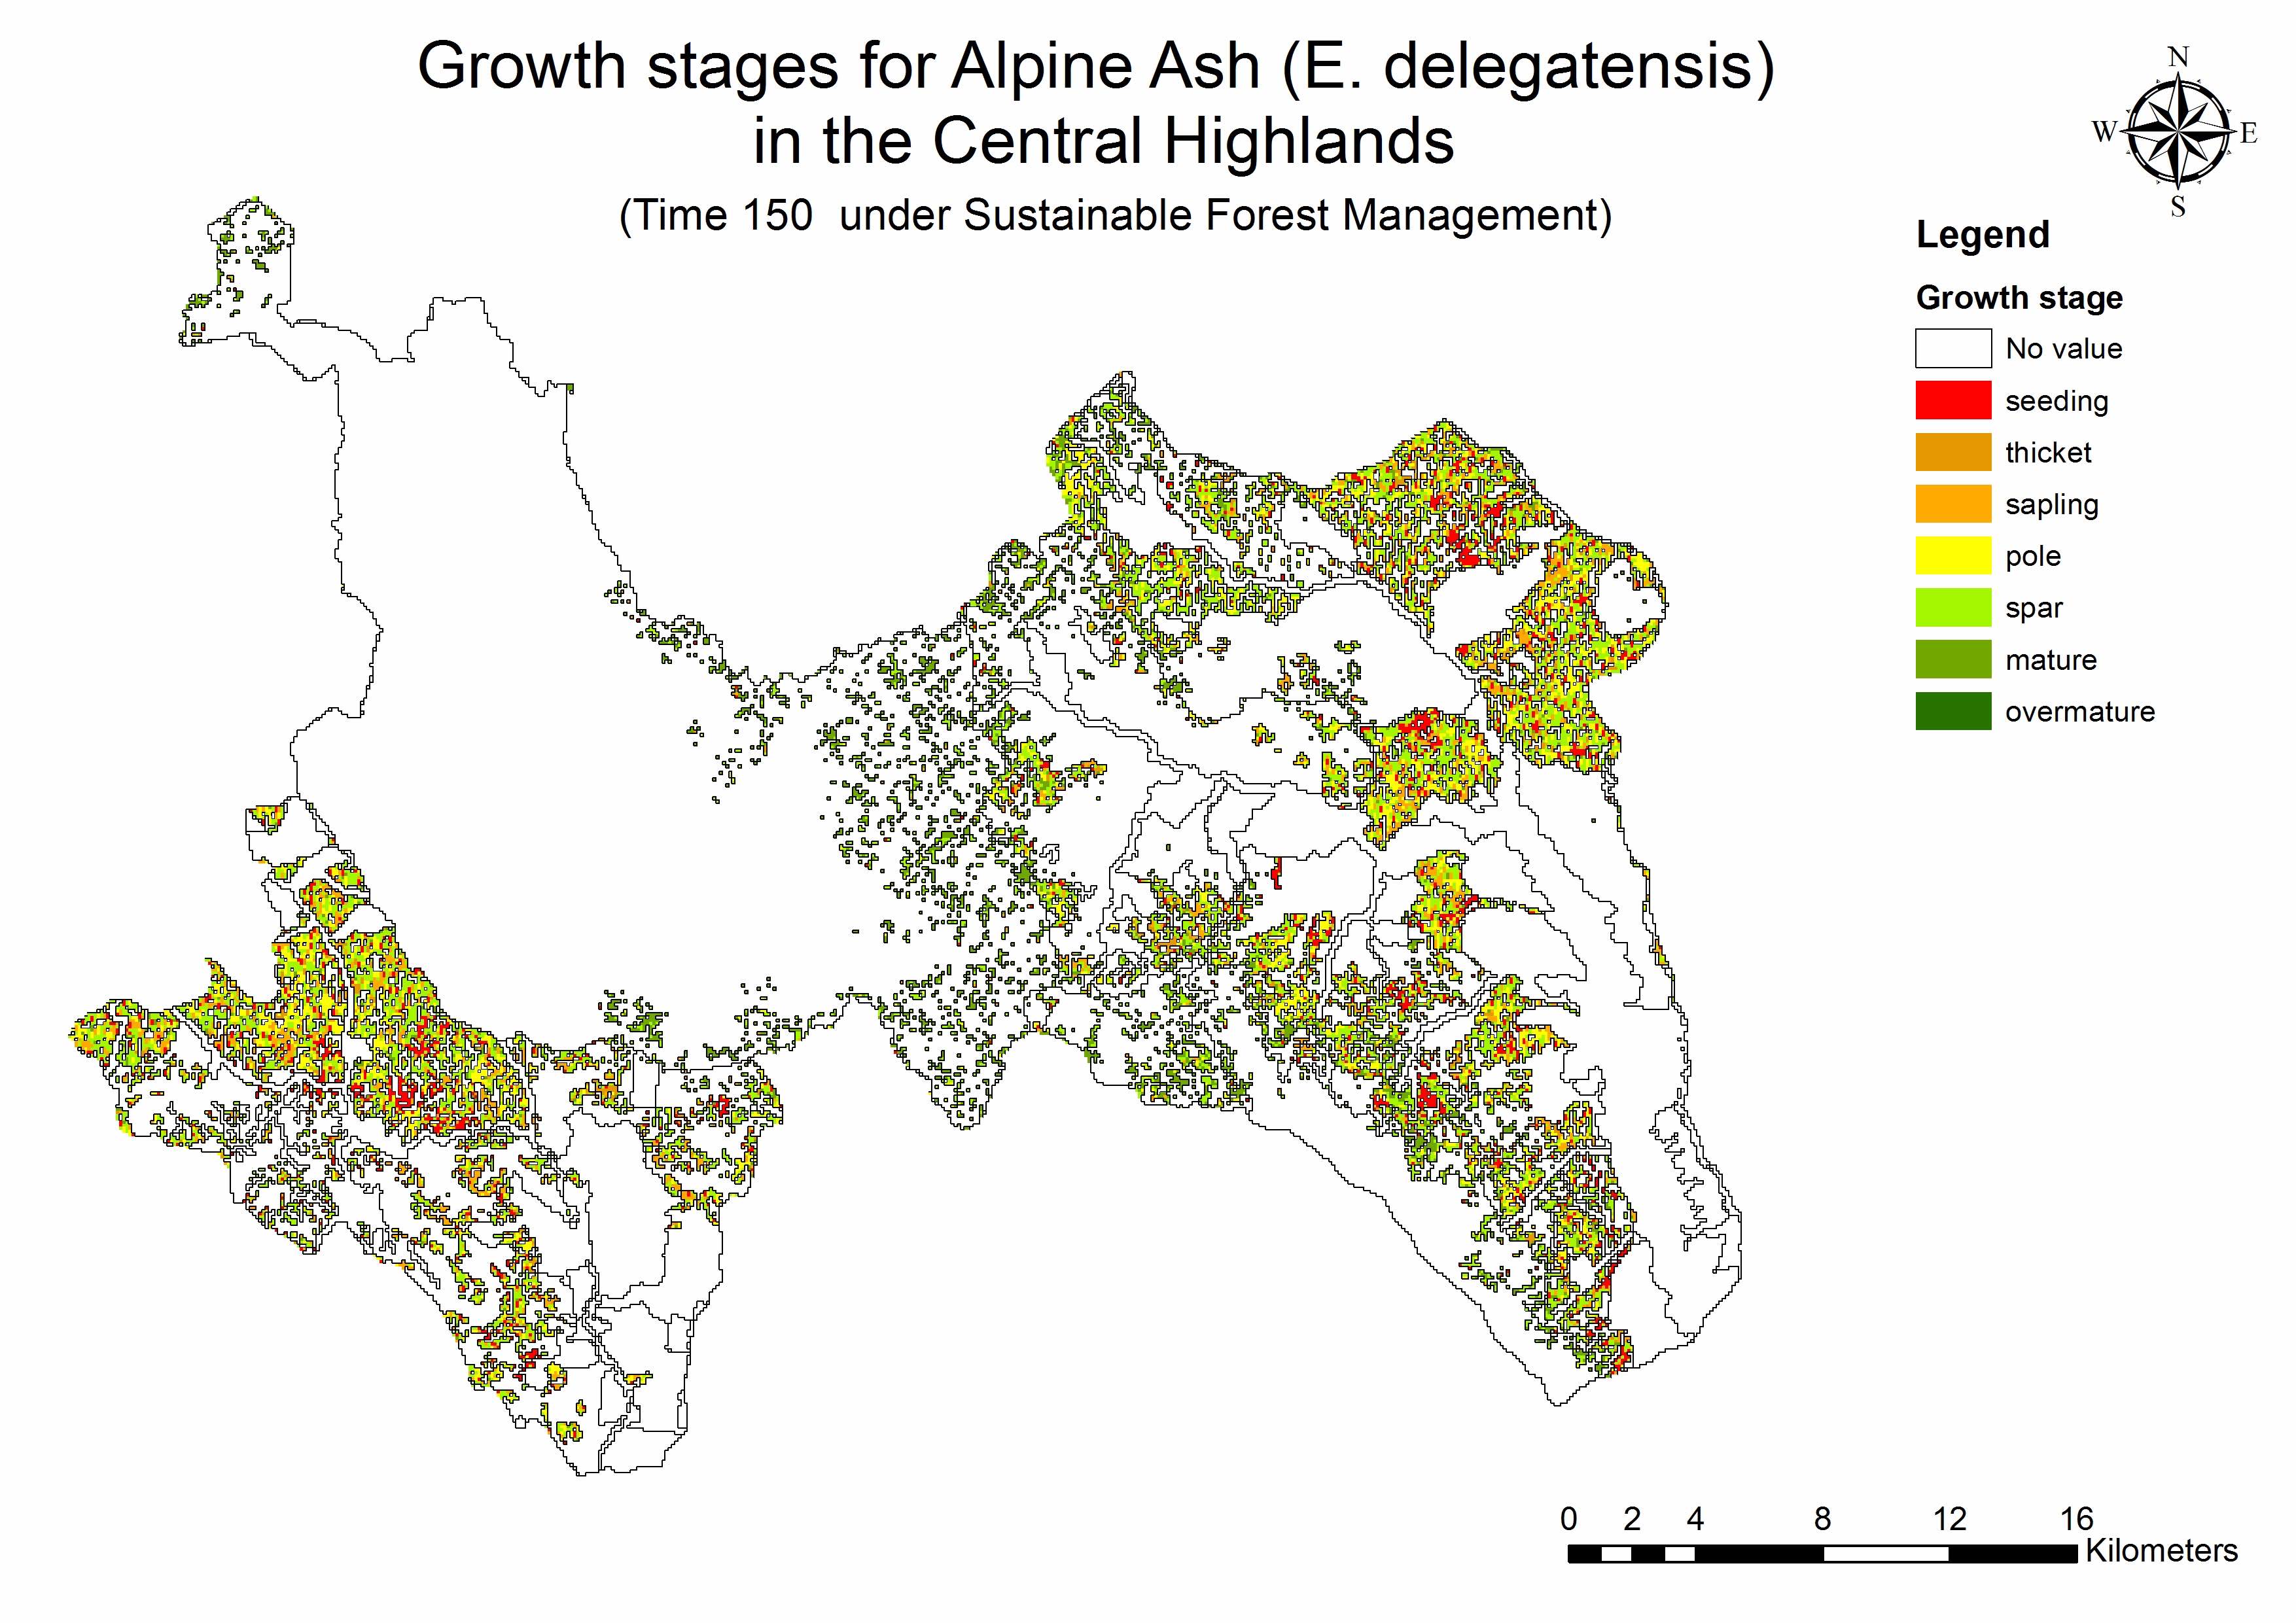 Growth stages for Alpine Ash (E. delegatensis)
in the Central Highlands
(Time 150 under Sustainable Forest Management)
N
W E
S
Legend
Growth stage
No value
seeding
thicket
sapling
pole
spar
mature
overmature
0 2 4 8 12 16
Kilometers